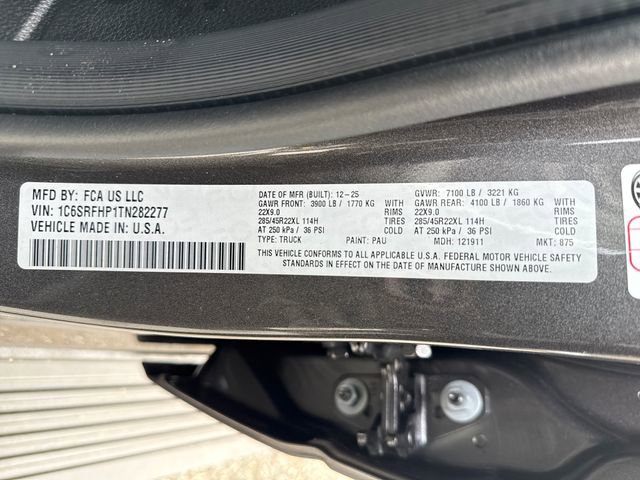 MFD BY: FCA US LLC
VIN: 1C6SRFHP1TN282277
VEHICLE MADE IN: U.S.A.
DATE OF MFR (BUILT): 12-25
GAWR FRONT: 3900 LB / 1770 KG WITH
22X9.0 RIMS
285/45R22XL 114H TIRES
AT 250 kPa / 36 PSI COLD
TYPE: TRUCK PAINT: PAU
GVWR: 7100 LB / 3221 KG
GAWR REAR: 4100 LB / 1860 KG WITH
22X9.0 RIMS
285/45R22XL 114H TIRES
AT 250 kPa / 36 PSI COLD
MDH: 121911 MKT: 875
THIS VEHICLE CONFORMS TO ALL APPLICABLE U.S.A. FEDERAL MOTOR VEHICLE SAFETY
STANDARDS IN EFFECT ON THE DATE OF MANUFACTURE SHOWN ABOVE.